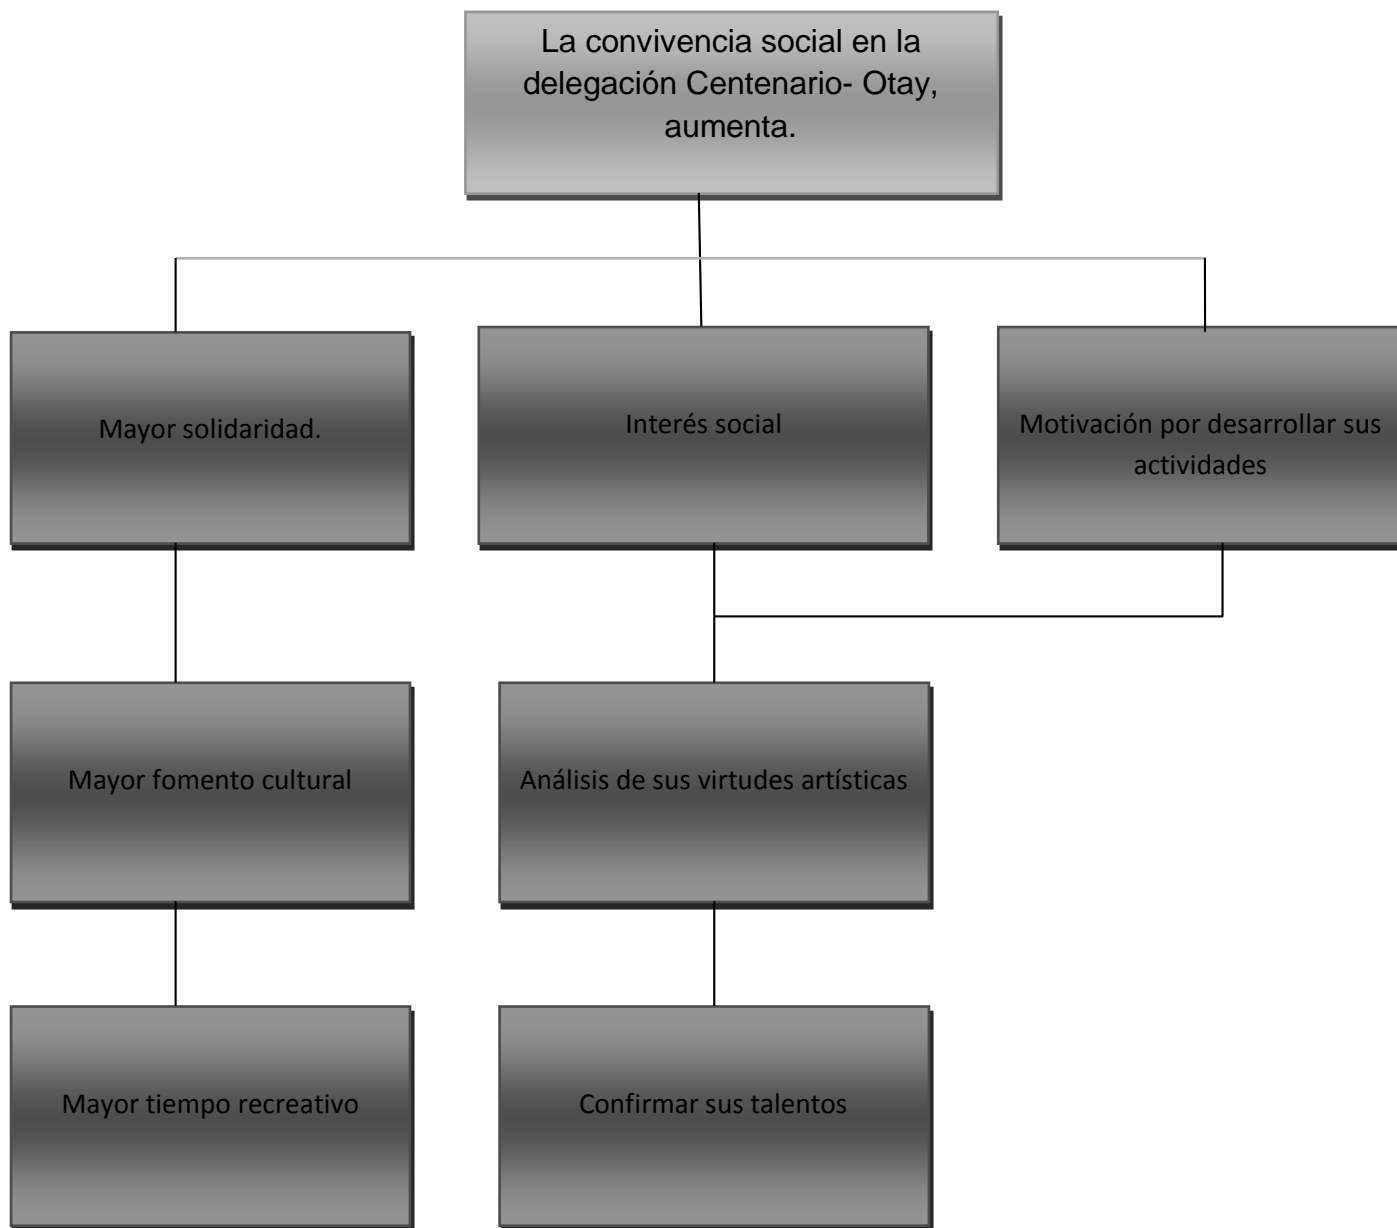 La convivencia social en la
delegación Centenario- Otay,
aumenta.
Mayor solidaridad.
Interés social
Motivación por desarrollar sus
actividades
Mayor fomento cultural
Análisis de sus virtudes artísticas
Mayor tiempo recreativo
Confirmar sus talentos